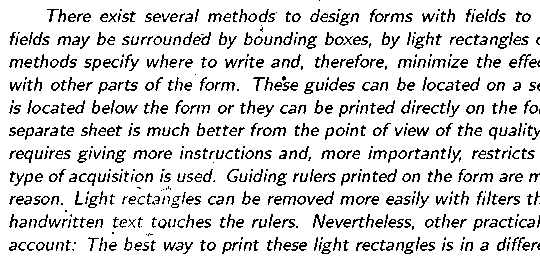 There exist several methods to design forms with fields to
fields may be surrounded by bounding boxes, by light rectangles
methods specify where to write and, therefore, minimize the effe
with other parts of the form. These guides can be located on a se
is located below the form or they can be printed directly on the fo
separate sheet is much better from the point of view of the quality
requires giving more instructions and, more importantly, restricts
type of acquisition is used. Guiding rulers printed on the form are m
reason. Light rectangles can be removed more easily with filters th
handwritten text touches the rulers. Nevertheless, other practical
account: The best way to print these light rectangles is in a differe